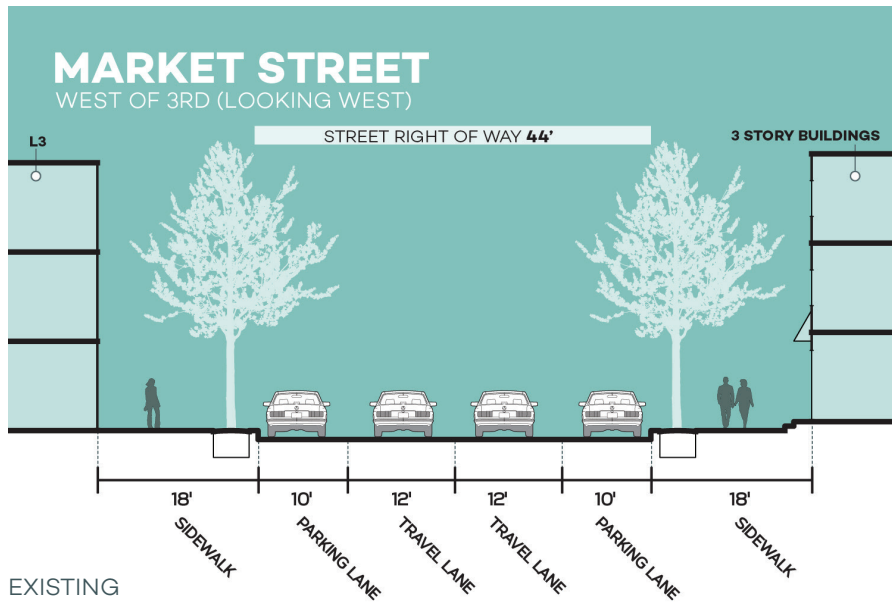 MARKET STREET
WEST OF 3RD (LOOKING WEST)
STREET RIGHT OF WAY 44'
L3
3 STORY BUILDINGS
18' 10' 12' 12' 10' 18'
SIDEWALK PARKING LANE TRAVEL LANE TRAVEL LANE PARKING LANE SIDEWALK
EXISTING